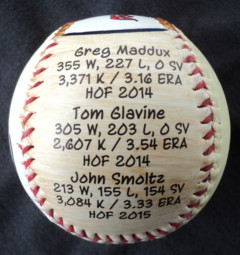 Greg Maddux
355 W, 227 L, 0 SV
3,371 K / 3.16 ERA
HOF 2014
Tom Glavine
305 W, 203 L, 0 SV
2,607 K / 3.54 ERA
HOF 2014
John Smoltz
213 W, 155 L, 154 SV
3,084 K / 3.33 ERA
HOF 2015